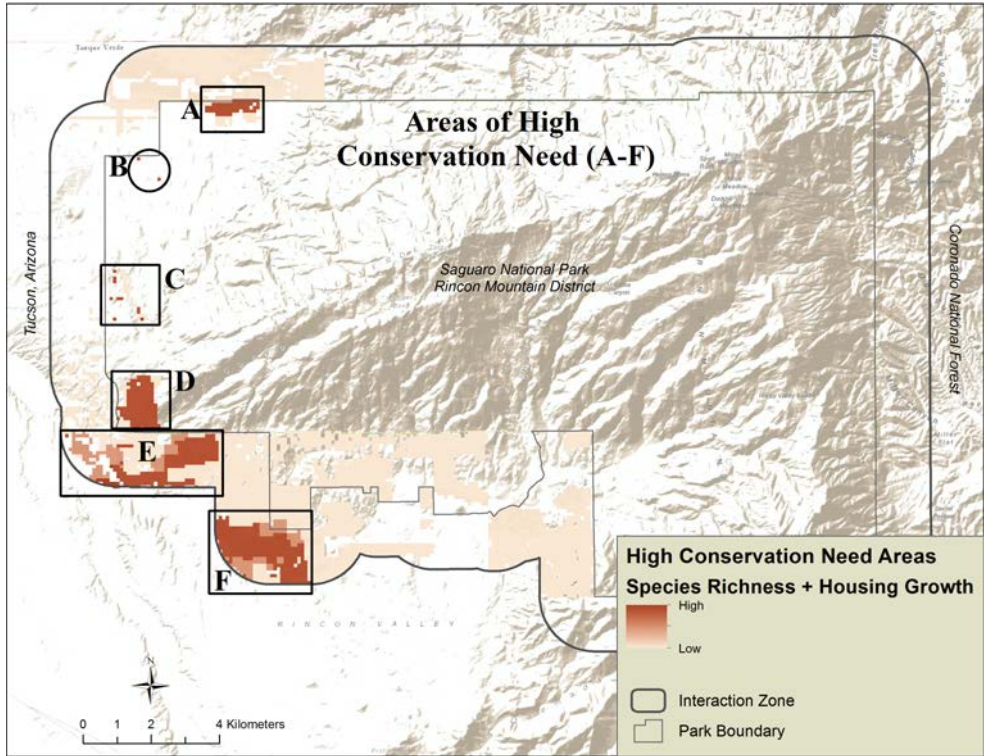 Tanque Verde
A
Areas of High
Conservation Need (A-F)
B
C
Saguaro National Park
Rincon Mountain District
Tucson, Arizona
Coronado National Forest
D
E
F
RINCON VALLEY
N
0 1 2 4 Kilometers
High Conservation Need Areas
Species Richness + Housing Growth
High
Low
Interaction Zone
Park Boundary